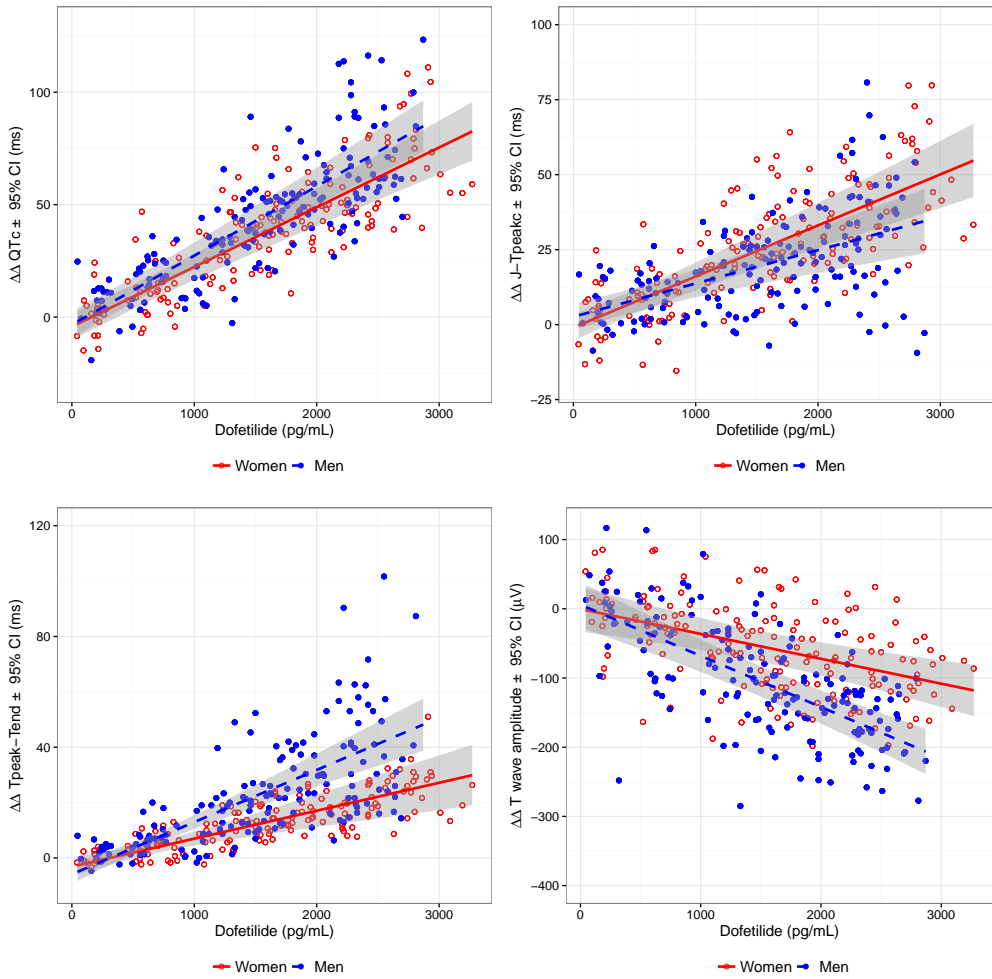 ΔΔ QTc ± 95% CI (ms)
100
50
0
0 1000 2000 3000
Dofetilide (pg/mL)
Women Men
ΔΔ J-Tpeakc ± 95% CI (ms)
100
75
50
25
0
-25
0 1000 2000 3000
Dofetilide (pg/mL)
Women Men
ΔΔ Tpeak-Tend ± 95% CI (ms)
120
80
40
0
0 1000 2000 3000
Dofetilide (pg/mL)
Women Men
ΔΔ T wave amplitude ± 95% CI (μV)
100
0
-100
-200
-300
-400
0 1000 2000 3000
Dofetilide (pg/mL)
Women Men